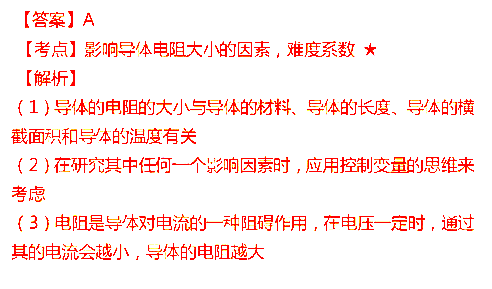 【答案】A
【考点】影响导体电阻大小的因素，难度系数 ★
【解析】
（1）导体的电阻的大小与导体的材料、导体的长度、导体的横
截面积和导体的温度有关
（2）在研究其中任何一个影响因素时，应用控制变量的思维来
考虑
（3）电阻是导体对电流的一种阻碍作用，在电压一定时，通过
其的电流会越小，导体的电阻越大